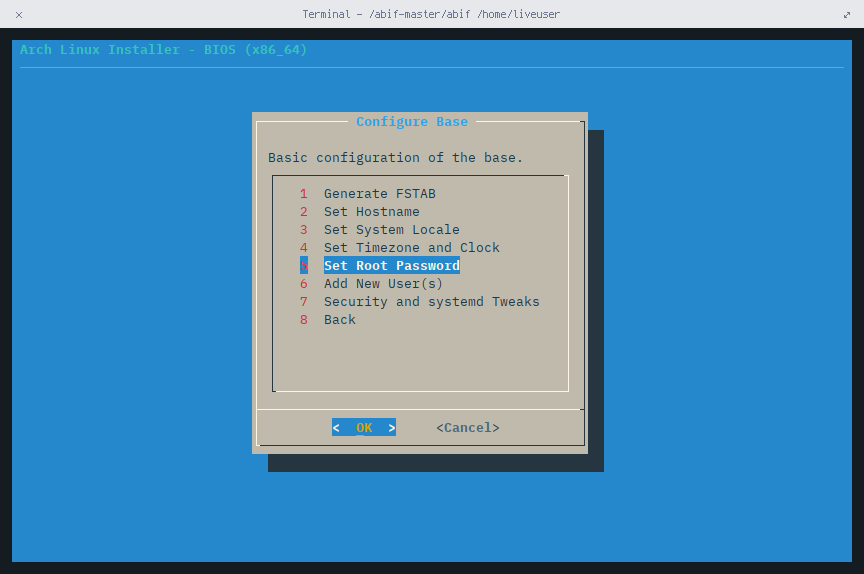 Terminal - /abif-master/abif /home/liveuser
Arch Linux Installer - BIOS (x86_64)
Configure Base
Basic configuration of the base.
1 Generate FSTAB
2 Set Hostname
3 Set System Locale
4 Set Timezone and Clock
5 Set Root Password
6 Add New User(s)
7 Security and systemd Tweaks
8 Back
< OK > <Cancel>